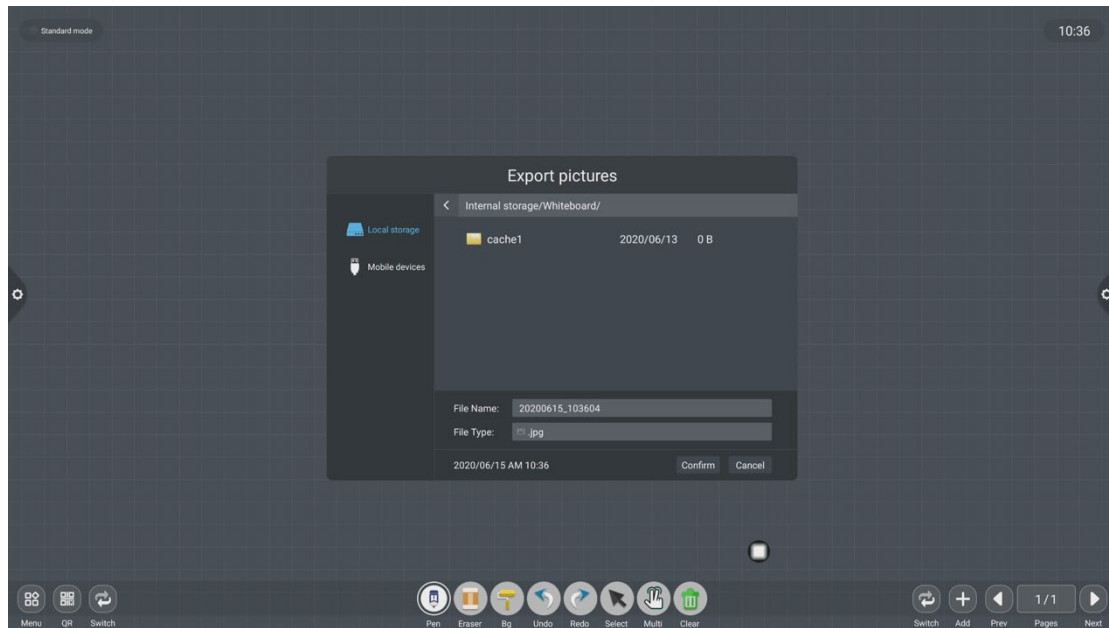 Standard mode
10:36
Export pictures
Internal storage/Whiteboard/
Local storage
cache1 2020/06/13 0 B
Mobile devices
File Name: 20200615_103604
File Type: .jpg
2020/06/15 AM 10:36 Confirm Cancel
1/1
Menu QR Switch Pen Eraser Bg Undo Redo Select Multi Clear Switch Add Prev Pages Next